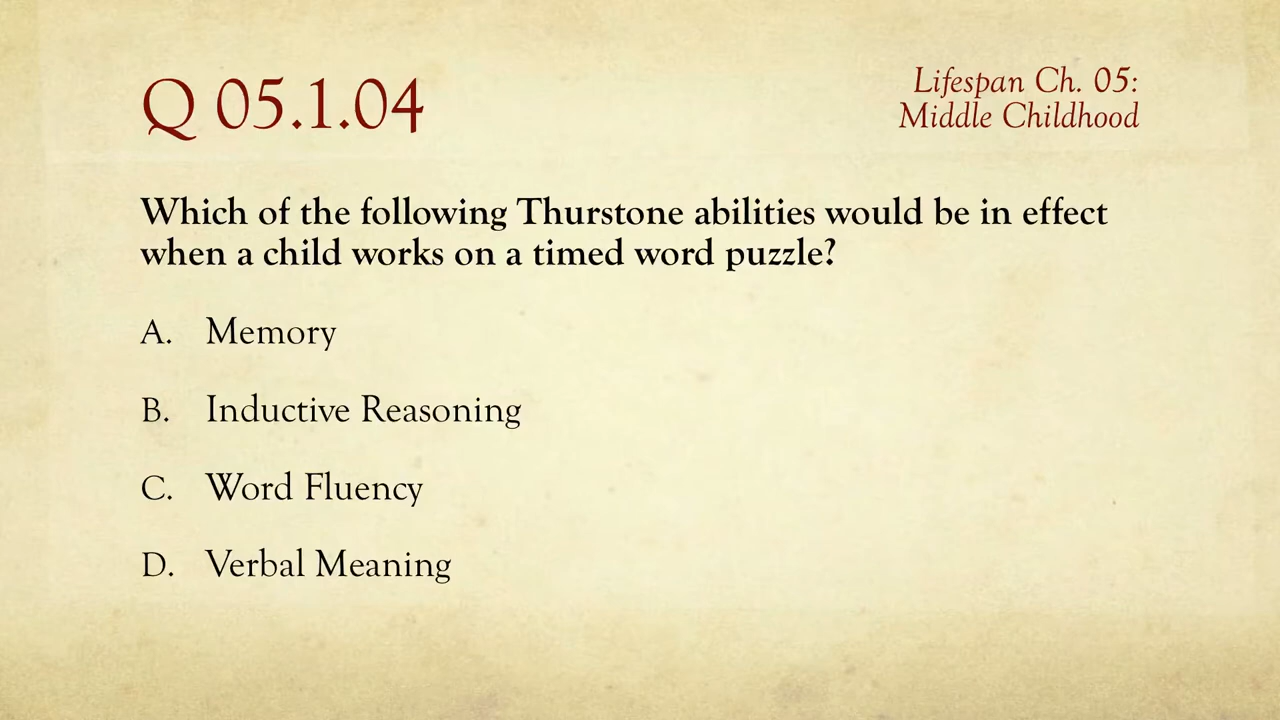 Q 05.1.04
Lifespan Ch. 05:
Middle Childhood
Which of the following Thurstone abilities would be in effect
when a child works on a timed word puzzle?
A. Memory
B. Inductive Reasoning
C. Word Fluency
D. Verbal Meaning